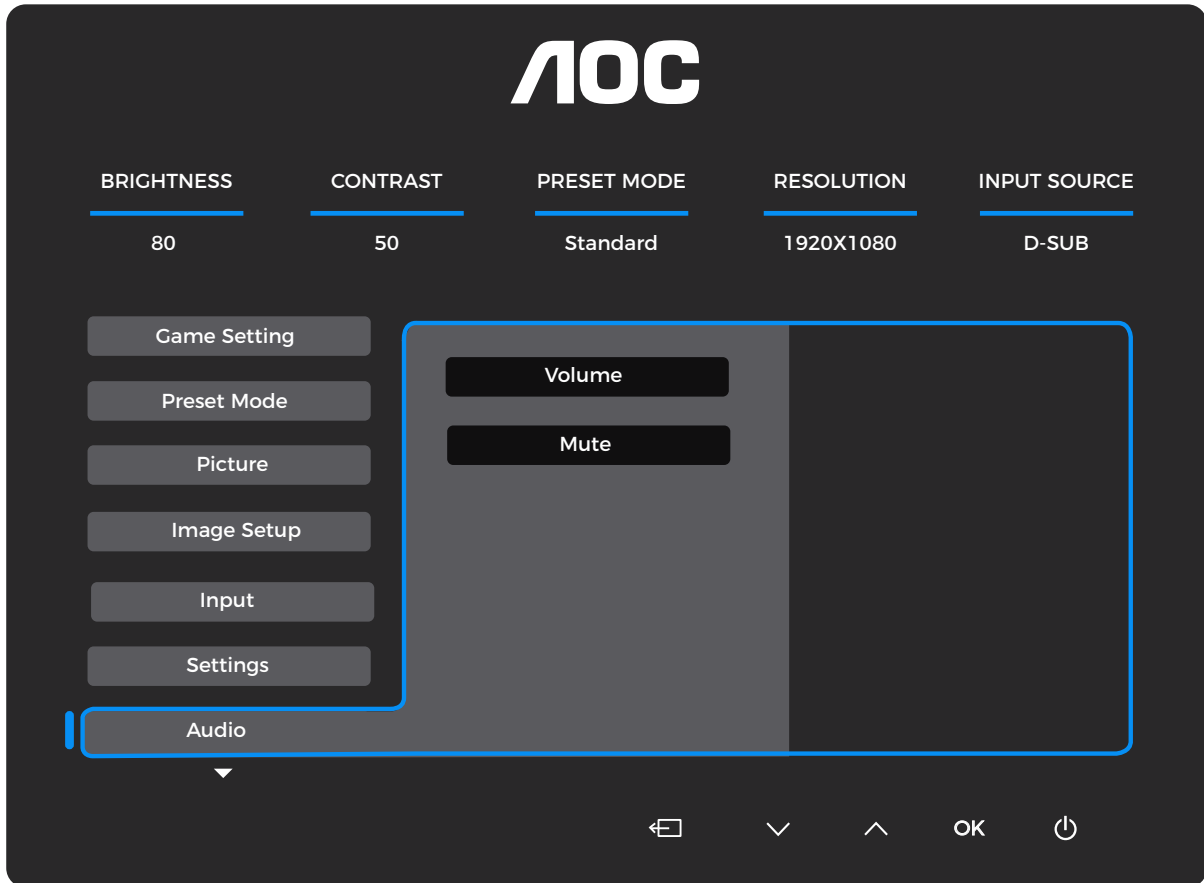 AOC
BRIGHTNESS CONTRAST PRESET MODE RESOLUTION INPUT SOURCE
80 50 Standard 1920X1080 D-SUB
Game Setting
Volume
Preset Mode
Mute
Picture
Image Setup
Input
Settings
Audio
OK